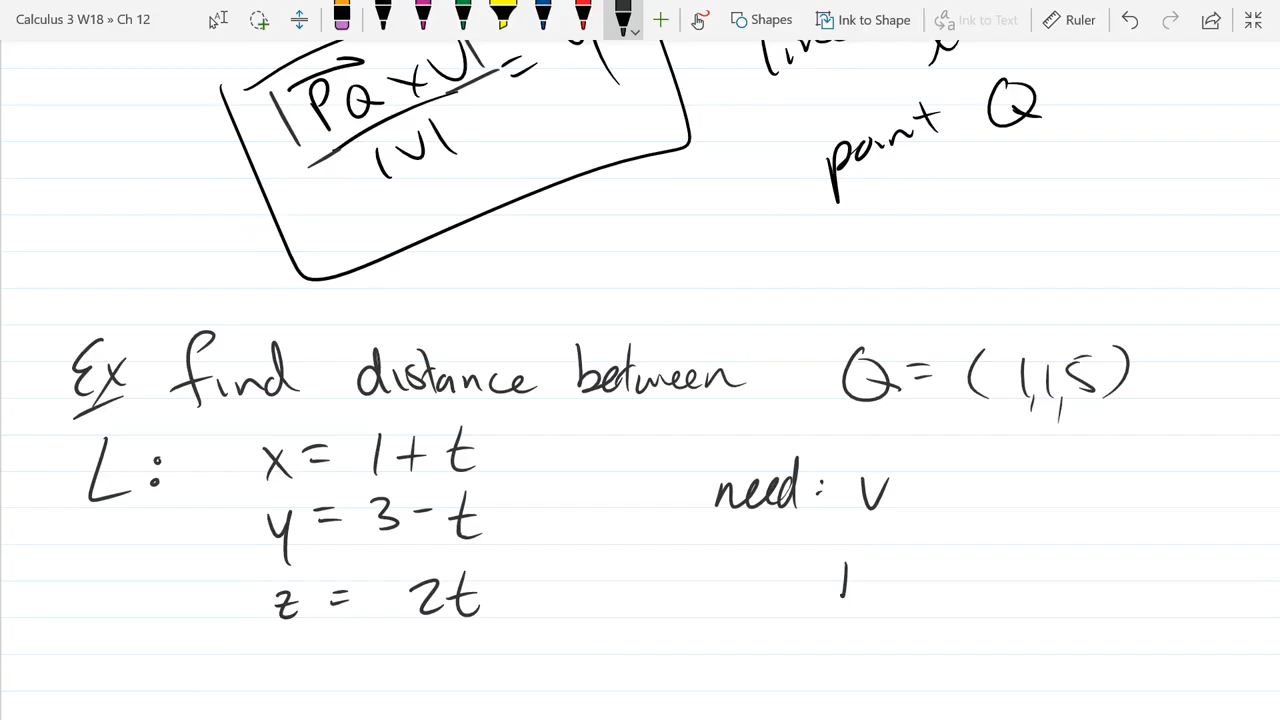 Calculus 3 W18 » Ch 12
Shapes
Ink to Shape
Ink to Text
Ruler
|PQ × V|
|V|
=
point Q
Ex find distance between Q = (1,1,5)
L: x = 1 + t
y = 3 - t
z = 2t
need: v